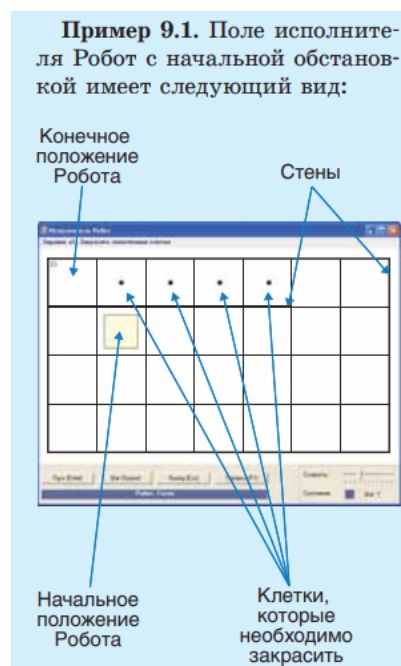 Пример 9.1. Поле исполните-
ля Робот с начальной обстанов-
кой имеет следующий вид:
Конечное
положение
Робота
Стены
Начальное
положение
Робота
Клетки,
которые
необходимо
закрасить